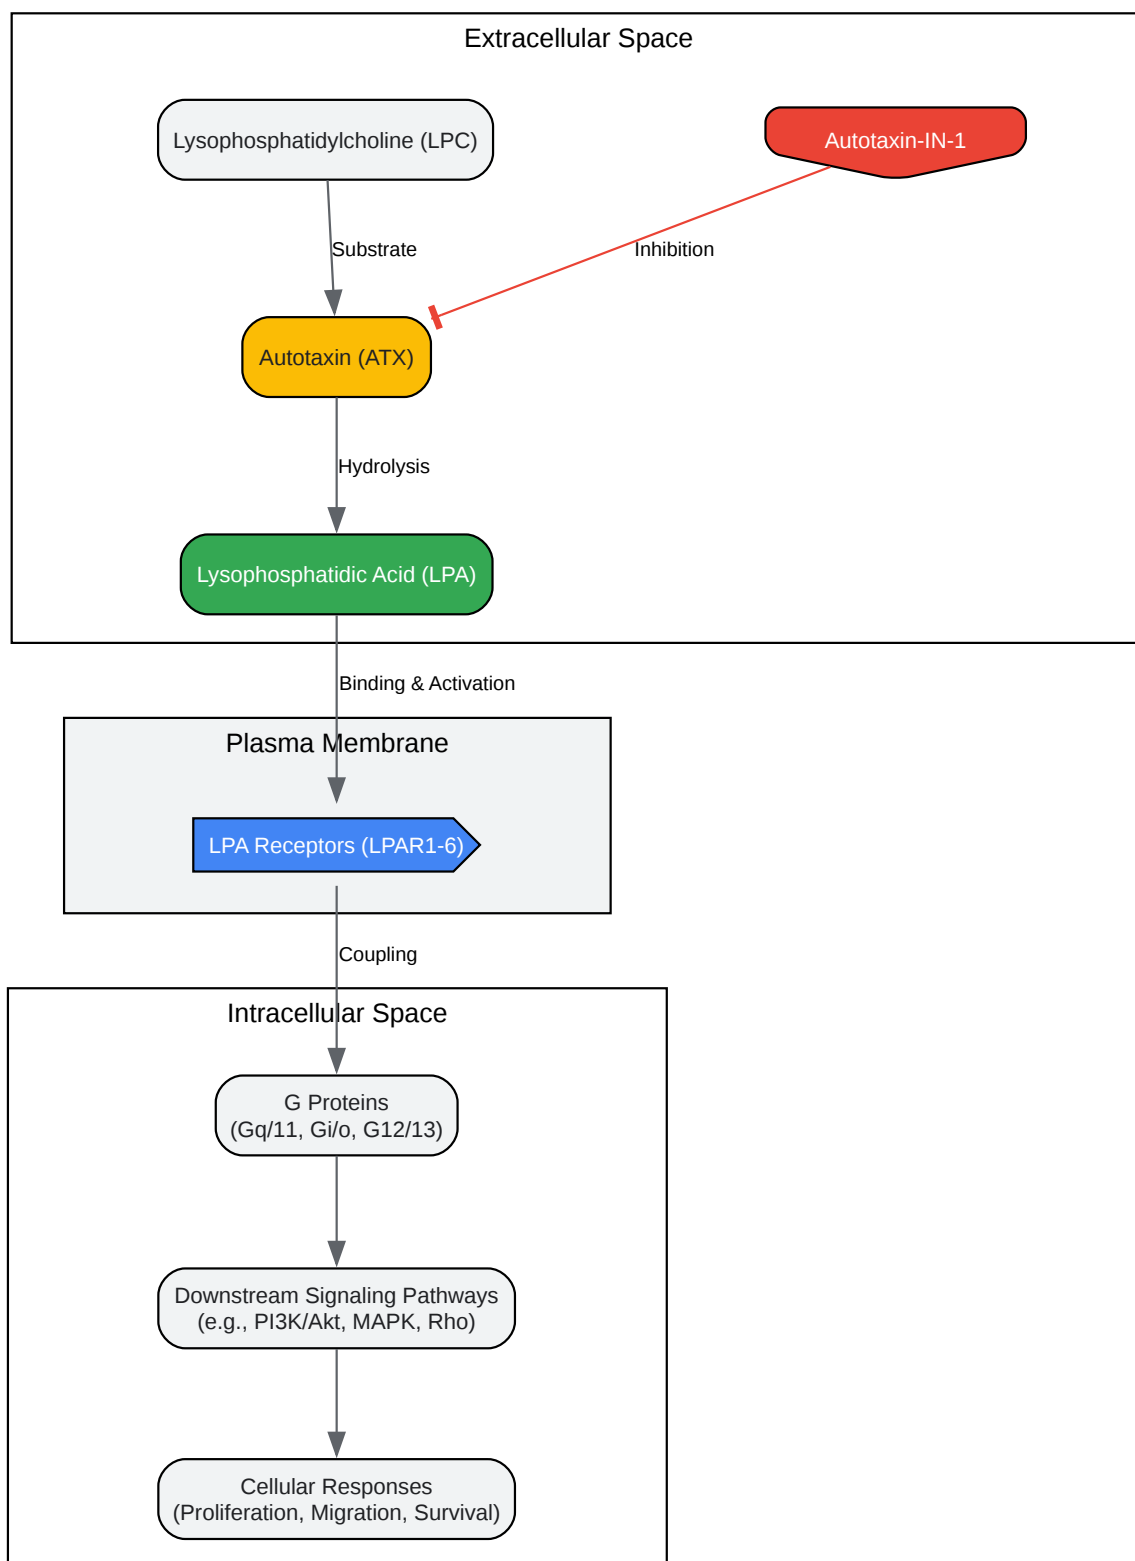 Extracellular Space
Lysophosphatidylcholine (LPC)
Autotaxin-IN-1
Substrate
Inhibition
Autotaxin (ATX)
Hydrolysis
Lysophosphatidic Acid (LPA)
Binding & Activation
Plasma Membrane
LPA Receptors (LPAR1-6)
Coupling
Intracellular Space
G Proteins
(Gq/11, Gi/o, G12/13)
Downstream Signaling Pathways
(e.g., PI3K/Akt, MAPK, Rho)
Cellular Responses
(Proliferation, Migration, Survival)